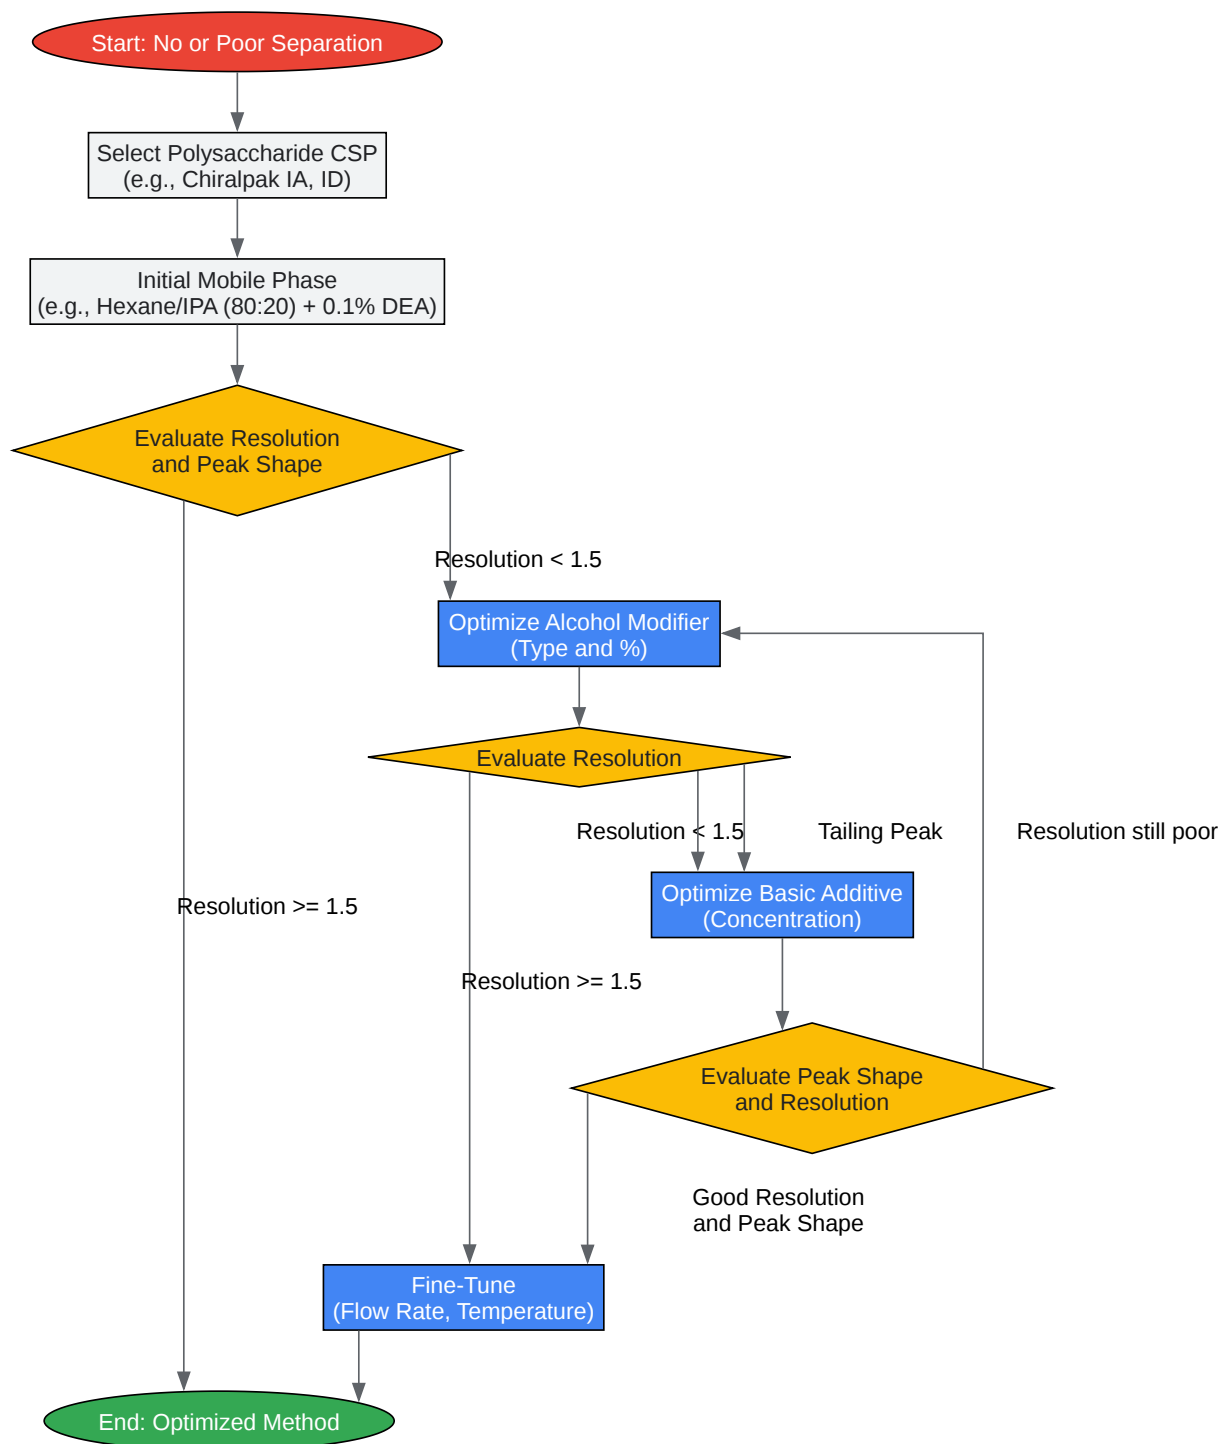 Start: No or Poor Separation
Select Polysaccharide CSP
(e.g., Chiralpak IA, ID)
Initial Mobile Phase
(e.g., Hexane/IPA (80:20) + 0.1% DEA)
Evaluate Resolution
and Peak Shape
Resolution < 1.5
Optimize Alcohol Modifier
(Type and %)
Evaluate Resolution
Resolution < 1.5
Tailing Peak
Resolution still poor
Optimize Basic Additive
(Concentration)
Resolution >= 1.5
Resolution >= 1.5
Evaluate Peak Shape
and Resolution
Good Resolution
and Peak Shape
Fine-Tune
(Flow Rate, Temperature)
End: Optimized Method